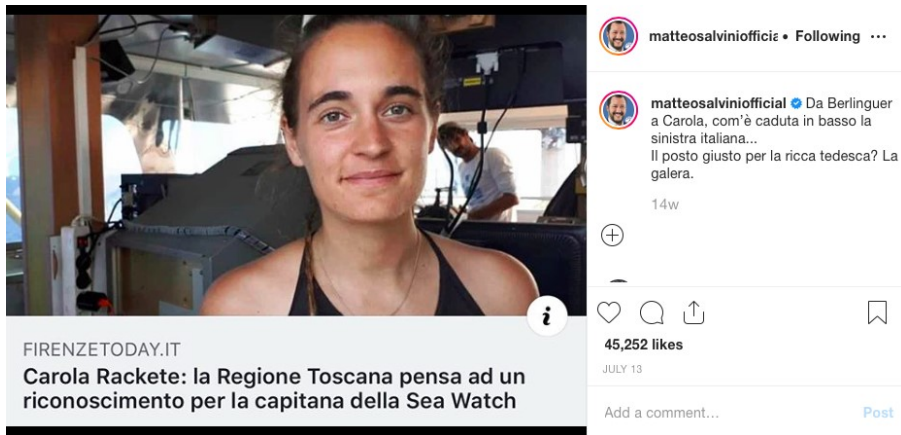 matteosalviniofficia • Following •••
matteosalviniofficial Da Berlinguer
a Carola, com'è caduta in basso la
sinistra italiana...
Il posto giusto per la ricca tedesca? La
galera.
14w
i
FIRENZETODAY.IT
Carola Rackete: la Regione Toscana pensa ad un
riconoscimento per la capitana della Sea Watch
45,252 likes
JULY 13
Add a comment...
Post